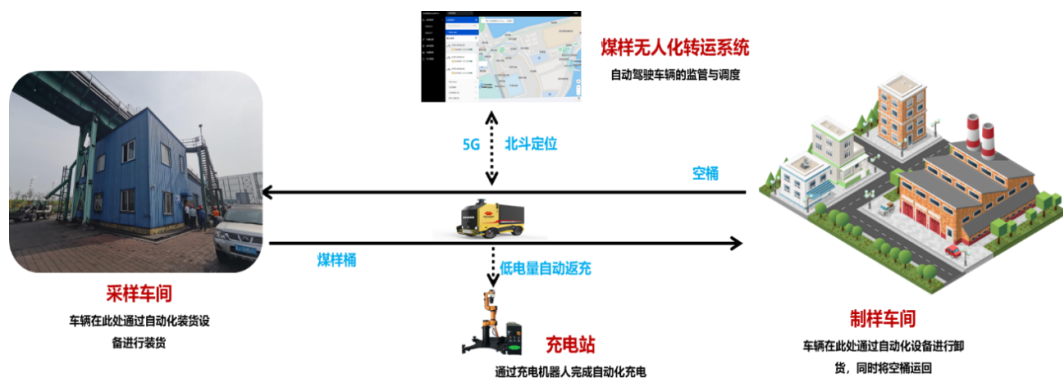 煤样无人化转运系统
自动驾驶车辆的监管与调度
5G
北斗定位
空桶
煤样桶
低电量自动返充
采样车间
车辆在此处通过自动化装货设
备进行装货
充电站
通过充电机器人完成自动化充电
制样车间
车辆在此处通过自动化设备进行卸
货，同时将空桶运回